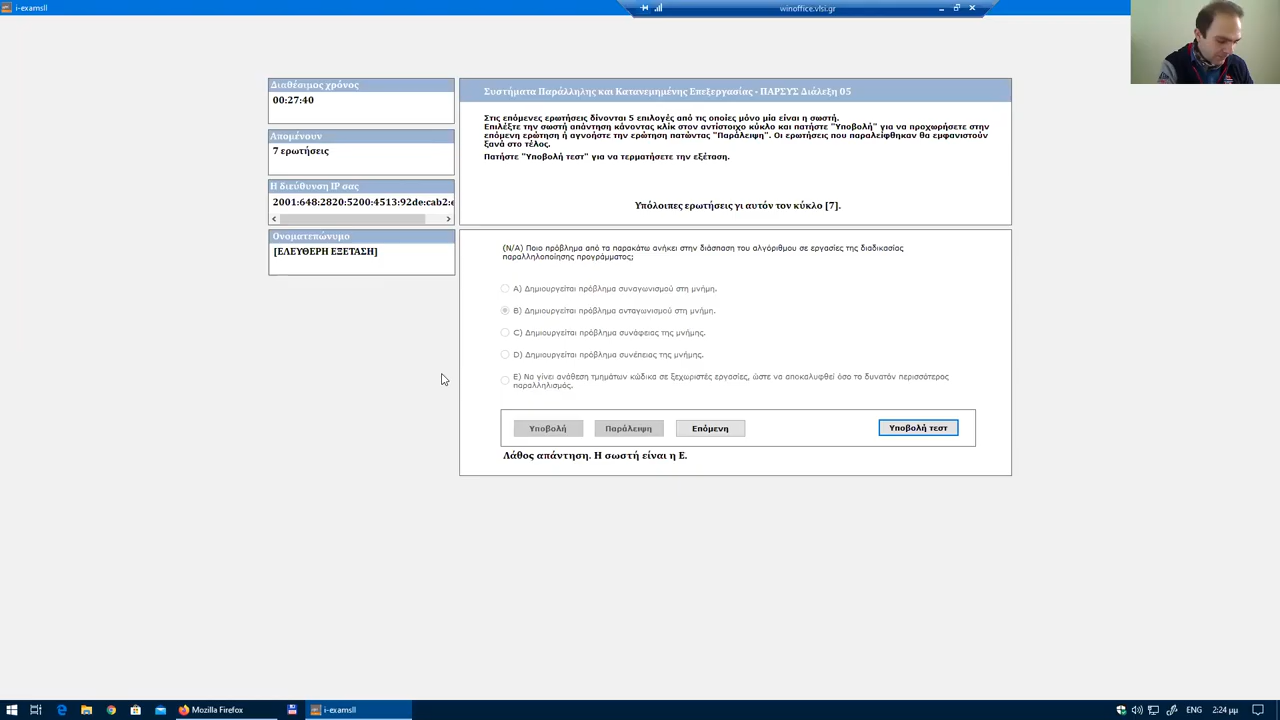 i-examsll
winoffice.vlsi.gr
Διαθέσιμος χρόνος
00:27:40
Απομένουν
7 ερωτήσεις
Η διεύθυνση IP σας
2001:648:2820:5200:4513:92de:cab2:
Ονοματεπώνυμο
[ΕΛΕΥΘΕΡΗ ΕΞΕΤΑΣΗ]
Συστήματα Παράλληλης και Κατανεμημένης Επεξεργασίας - ΠΑΡΣΥΣ Διάλεξη 05
Στις επόμενες ερωτήσεις δίνονται 5 επιλογές από τις οποίες μόνο μία είναι η σωστή.
Επιλέξτε την σωστή απάντηση κάνοντας κλίκ στον αντίστοιχο κύκλο και πατήστε "Υποβολή" για να προχωρήσετε στην
επόμενη ερώτηση ή αγνοήστε την ερώτηση πατώντας "Παράλειψη". Οι ερωτήσεις που παραλείφθηκαν θα εμφανιστούν
ξανά στο τέλος.
Πατήστε "Υποβολή τεστ" για να τερματήσετε την εξέταση.
Υπόλοιπες ερωτήσεις γι αυτόν τον κύκλο [7].
(N/A) Ποιο πρόβλημα από τα παρακάτω ανήκει στην διάσπαση του αλγόριθμου σε εργασίες της διαδικασίας
παραλληλοποίησης προγράμματος;
A) Δημιουργείται πρόβλημα συναγωνισμού στη μνήμη.
B) Δημιουργείται πρόβλημα ανταγωνισμού στη μνήμη.
C) Δημιουργείται πρόβλημα συνάφειας της μνήμης.
D) Δημιουργείται πρόβλημα συνέπειας της μνήμης.
E) Να γίνει ανάθεση τμημάτων κώδικα σε ξεχωριστές εργασίες, ώστε να αποκαλυφθεί όσο το δυνατόν περισσότερος
παραλληλισμός.
Υποβολή Παράλειψη Επόμενη Υποβολή τεστ
Λάθος απάντηση. Η σωστή είναι η E.
Mozilla Firefox i-examsll ENG 2:24 μμ